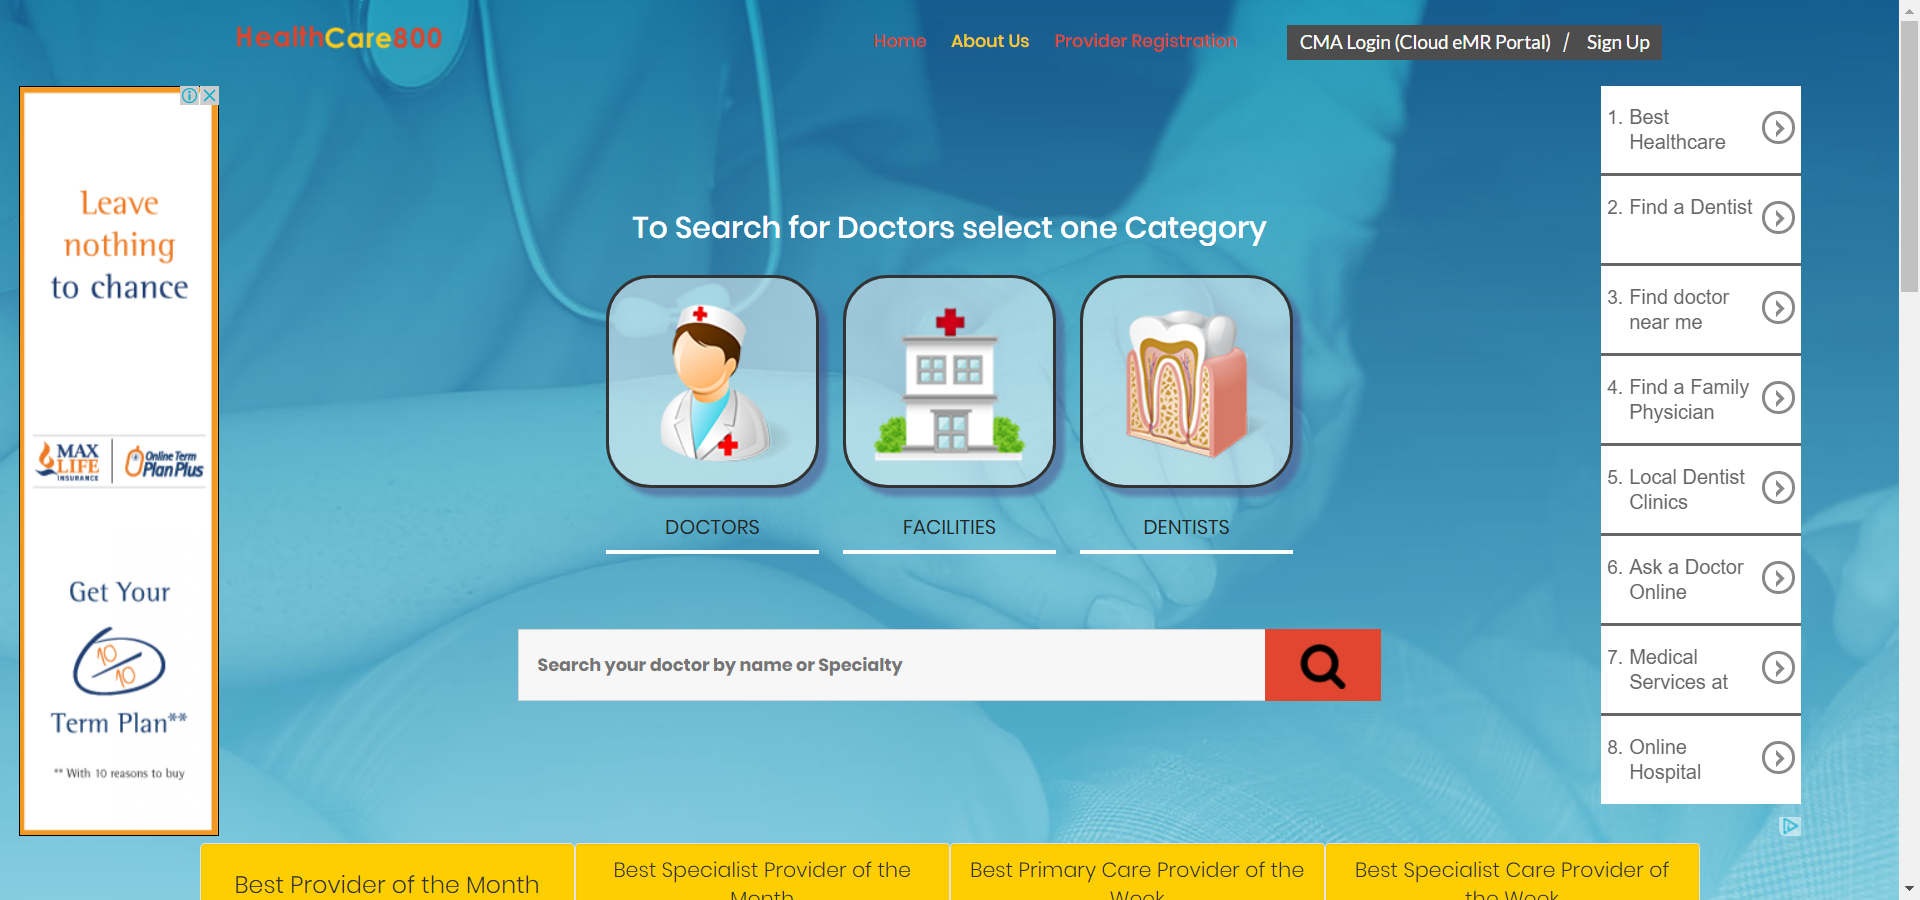 HealthCare800
Home
About Us
Provider Registration
CMA Login (Cloud eMR Portal) / Sign Up
Leave
nothing
to chance
MAX
LIFE
INSURANCE
Online Term
Plan Plus
Get Your
10
10
Term Plan**
** With 10 reasons to buy
To Search for Doctors select one Category
DOCTORS
FACILITIES
DENTISTS
Search your doctor by name or Specialty
1. Best
Healthcare
2. Find a Dentist
3. Find doctor
near me
4. Find a Family
Physician
5. Local Dentist
Clinics
6. Ask a Doctor
Online
7. Medical
Services at
8. Online
Hospital
Best Provider of the Month
Best Specialist Provider of the
Month
Best Primary Care Provider of the
Week
Best Specialist Care Provider of
the Week